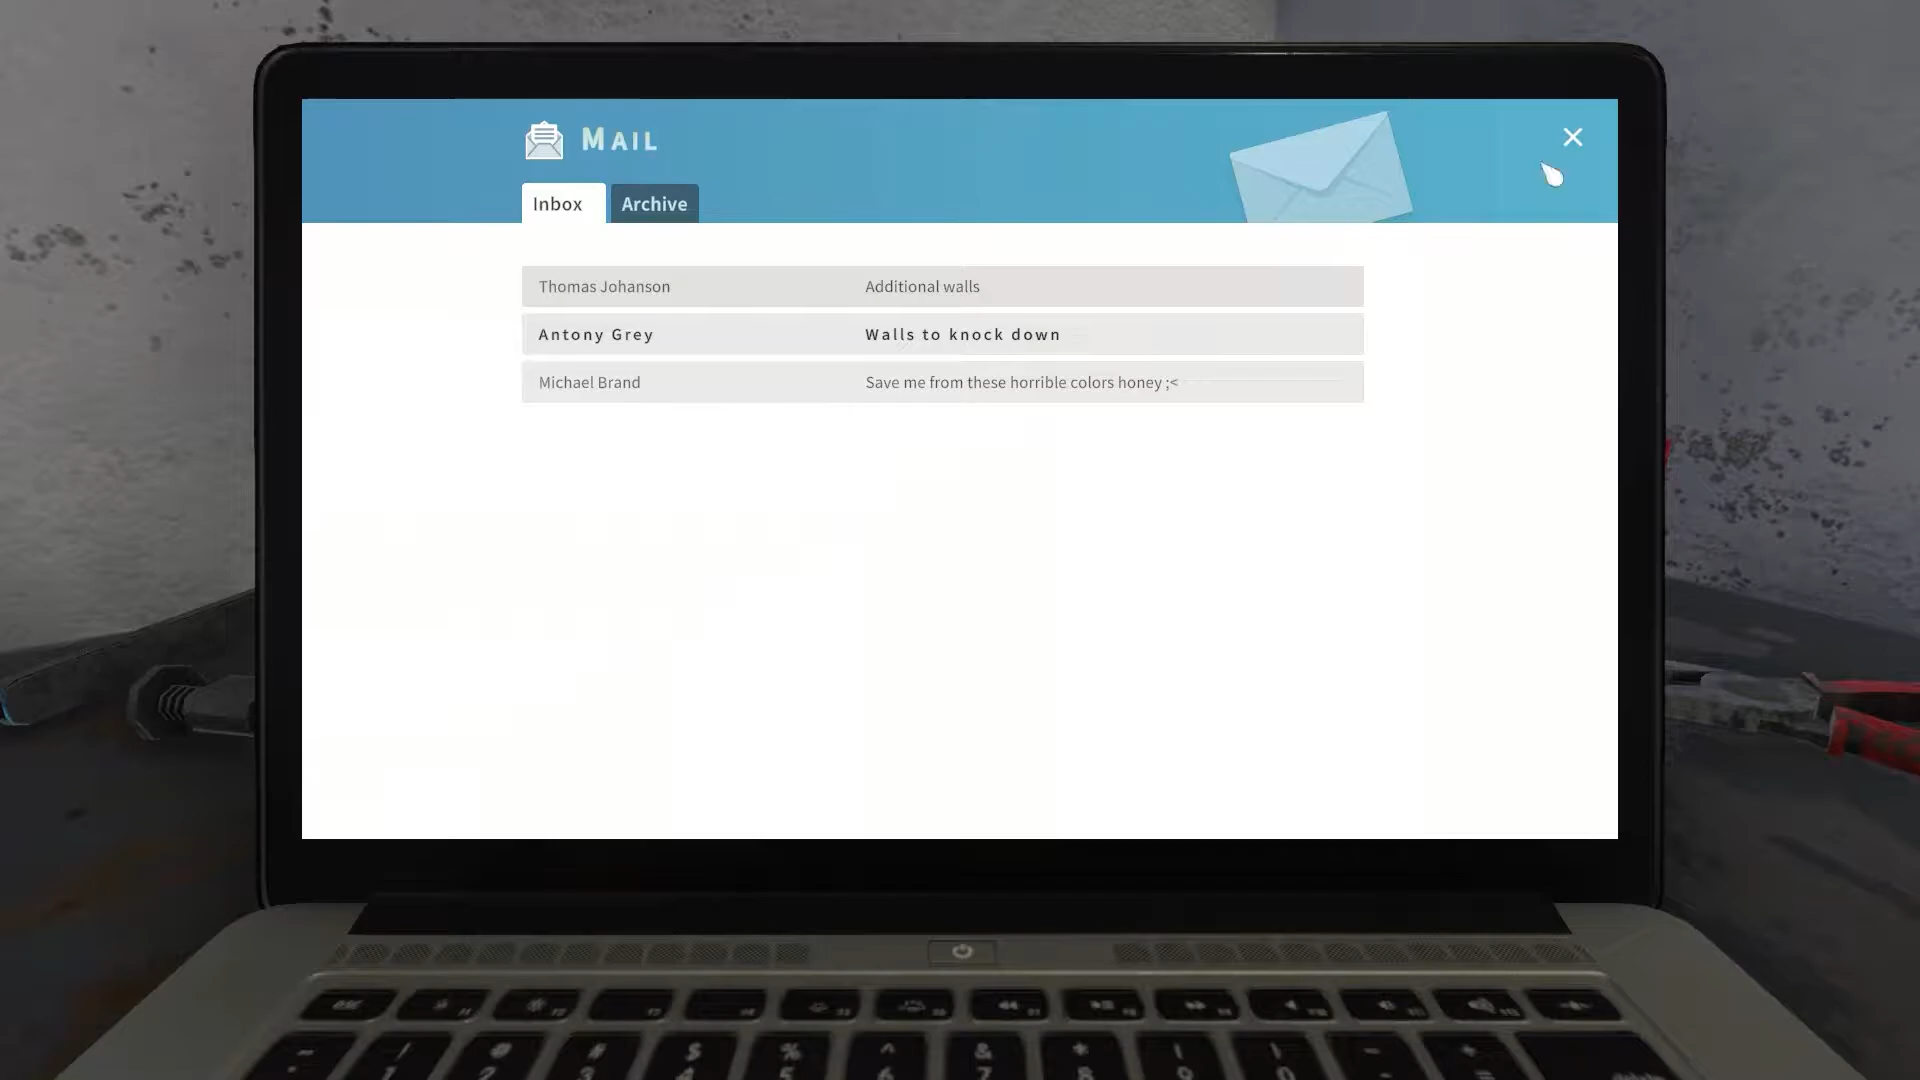 MAIL
Inbox Archive
Thomas Johanson Additional walls
Antony Grey Walls to knock down
Michael Brand Save me from these horrible colors honey ;<
esc